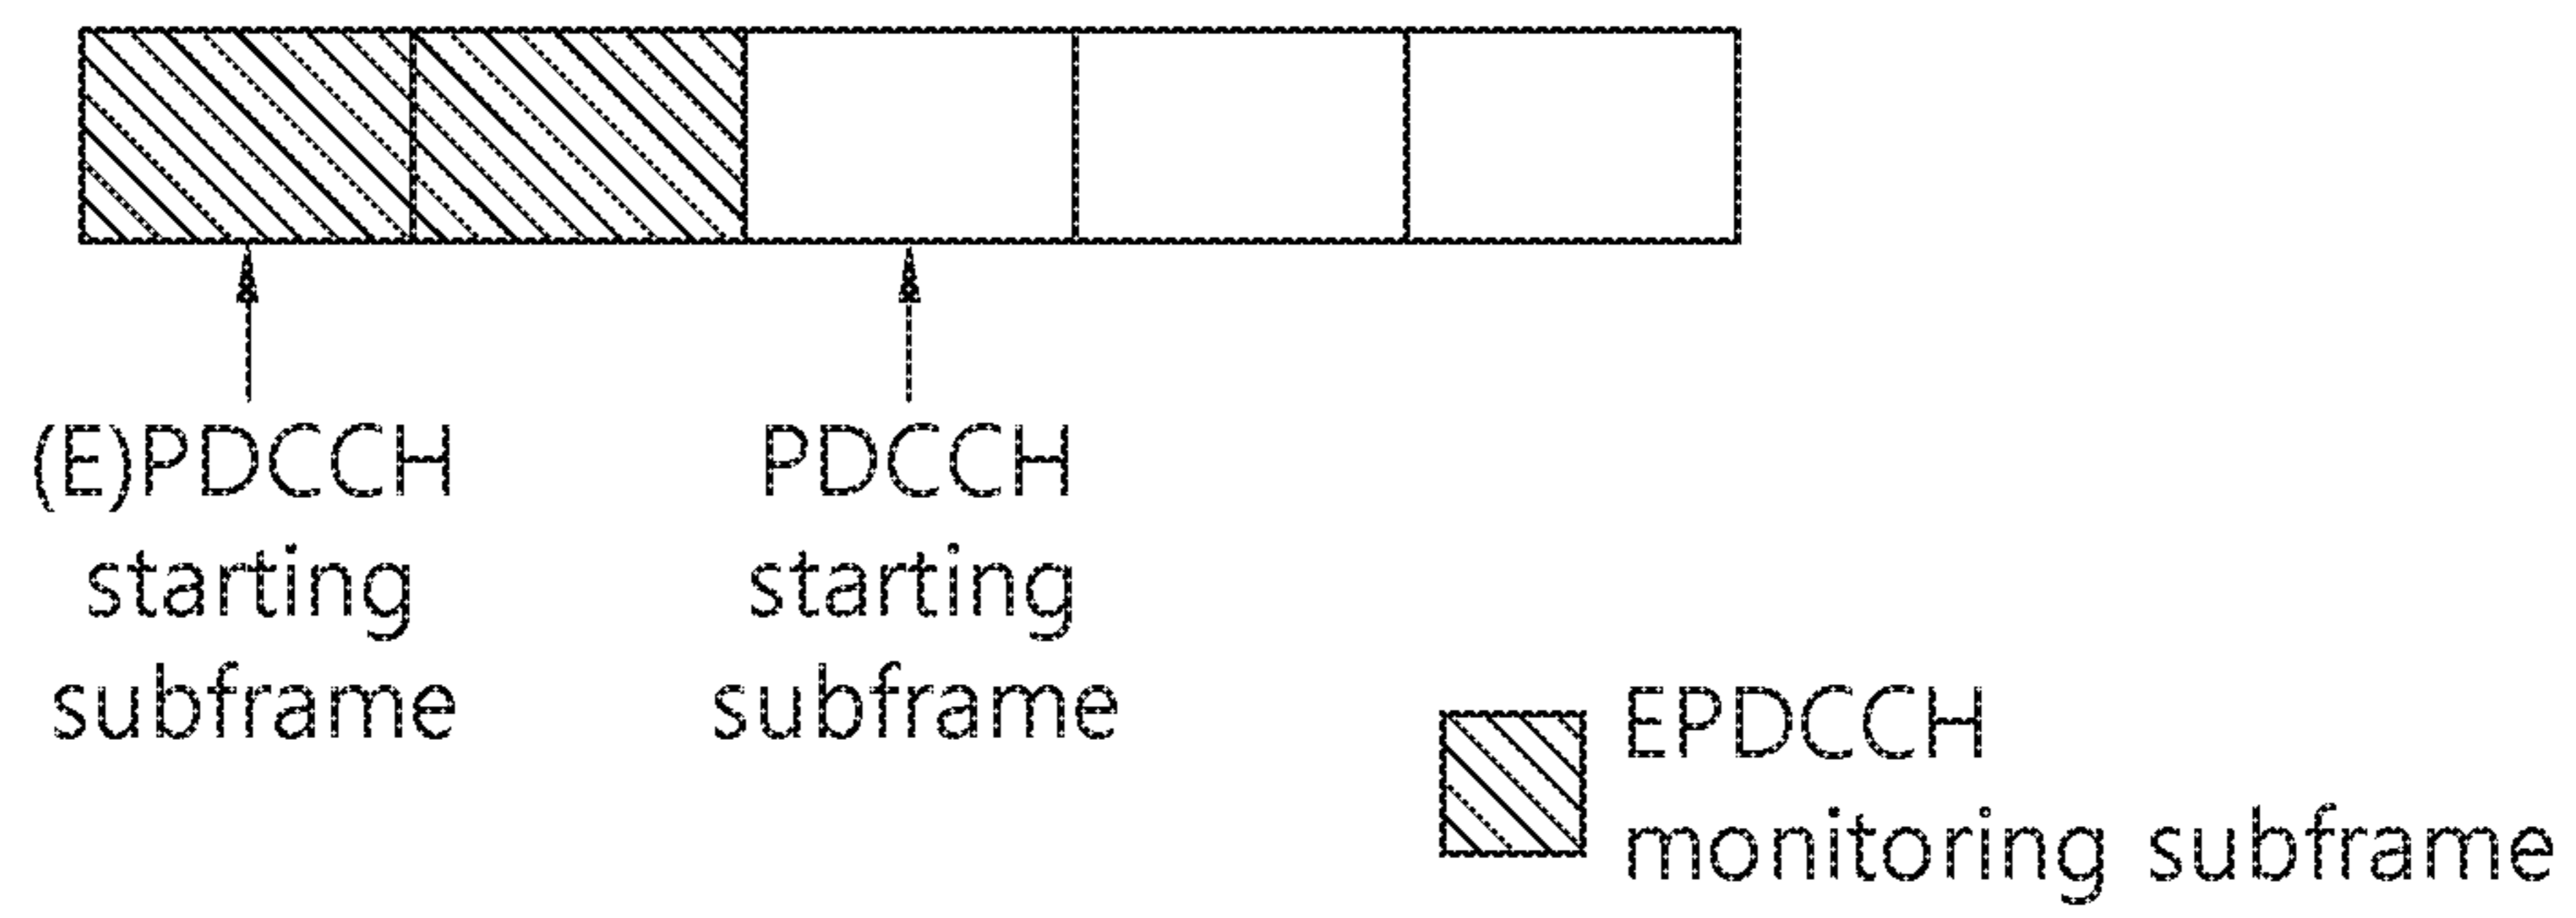 (E)PDCCH
starting
subframe
PDCCH
starting
subframe
EPDCCH
monitoring subframe